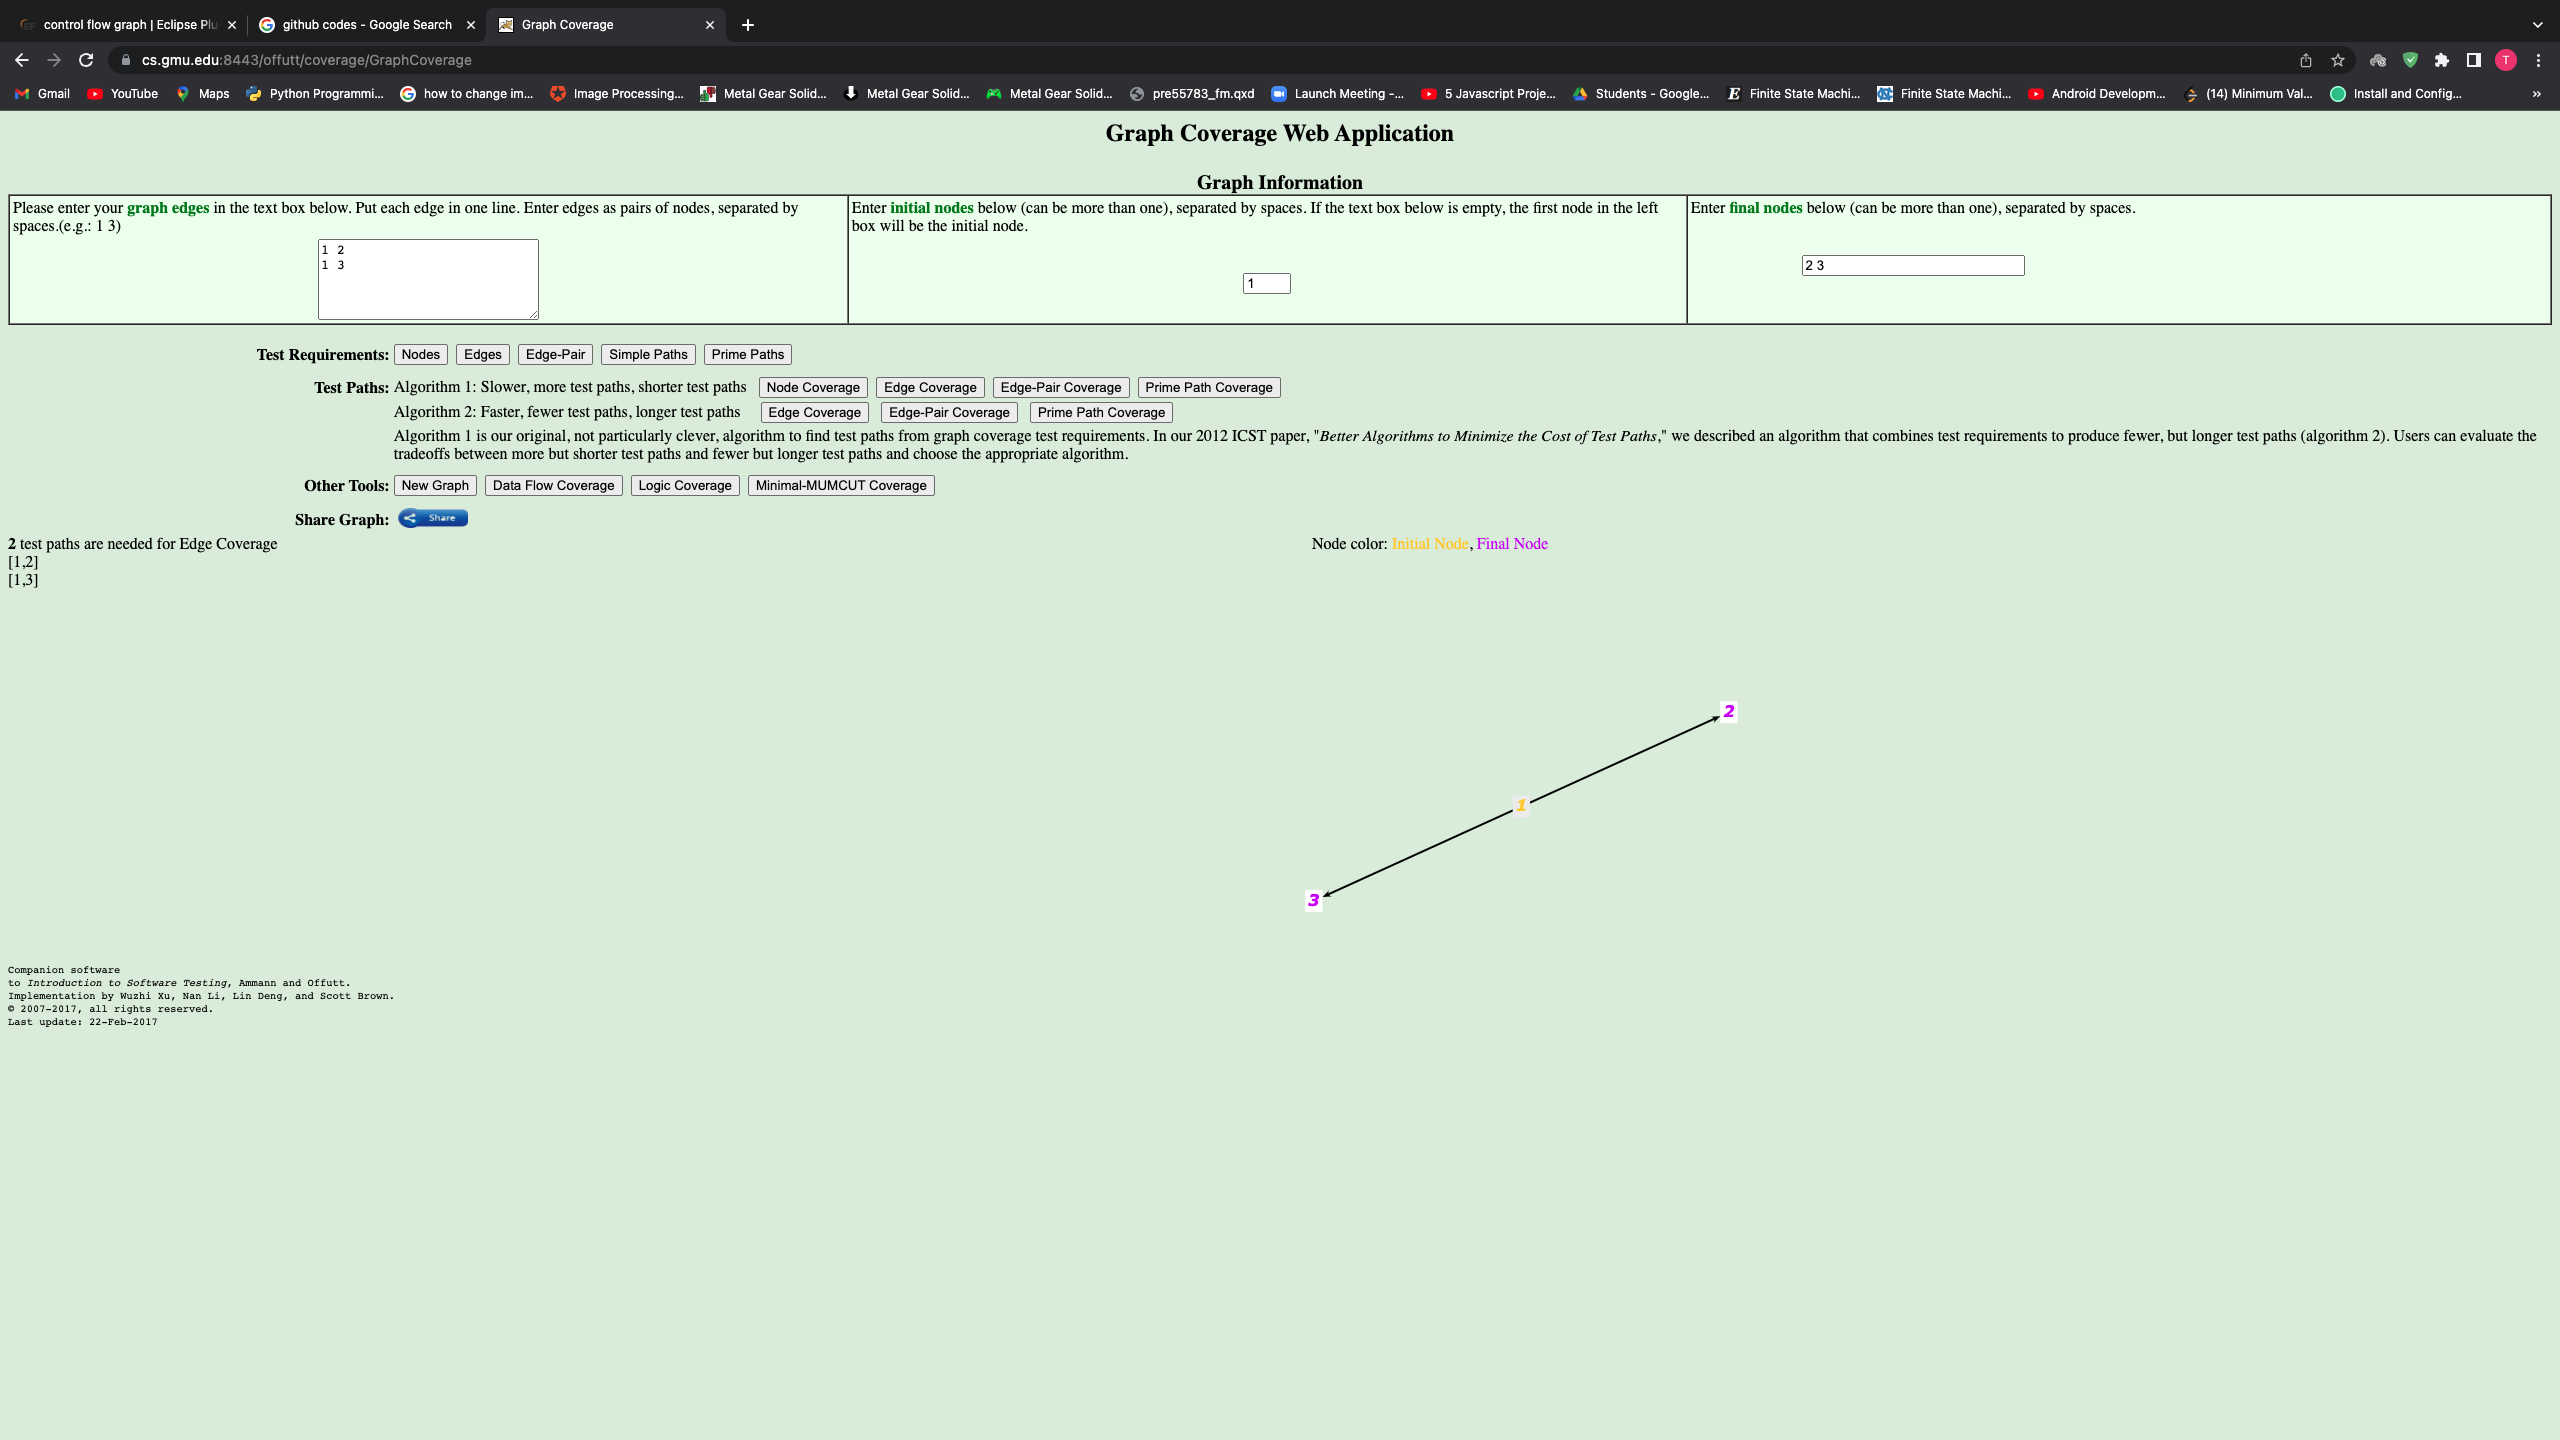 control flow graph | Eclipse Plu
github codes - Google Search
Graph Coverage
cs.gmu.edu:8443/offutt/coverage/GraphCoverage
T
Gmail YouTube Maps Python Programmi... how to change im... Image Processing... Metal Gear Solid... Metal Gear Solid... Metal Gear Solid... pre55783_fm.qxd Launch Meeting -... 5 Javascript Proje... Students - Google... Finite State Machi... Finite State Machi... Android Developm... (14) Minimum Val... Install and Config... »
Graph Coverage Web Application
Graph Information
Please enter your graph edges in the text box below. Put each edge in one line. Enter edges as pairs of nodes, separated by
spaces.(e.g.: 1 3)
1 2
1 3
Enter initial nodes below (can be more than one), separated by spaces. If the text box below is empty, the first node in the left
box will be the initial node.
1
Enter final nodes below (can be more than one), separated by spaces.
2 3
Test Requirements: Nodes Edges Edge-Pair Simple Paths Prime Paths
Test Paths: Algorithm 1: Slower, more test paths, shorter test paths Node Coverage Edge Coverage Edge-Pair Coverage Prime Path Coverage
Algorithm 2: Faster, fewer test paths, longer test paths Edge Coverage Edge-Pair Coverage Prime Path Coverage
Algorithm 1 is our original, not particularly clever, algorithm to find test paths from graph coverage test requirements. In our 2012 ICST paper, "Better Algorithms to Minimize the Cost of Test Paths," we described an algorithm that combines test requirements to produce fewer, but longer test paths (algorithm 2). Users can evaluate the
tradeoffs between more but shorter test paths and fewer but longer test paths and choose the appropriate algorithm.
Other Tools: New Graph Data Flow Coverage Logic Coverage Minimal-MUMCUT Coverage
Share Graph: Share
2 test paths are needed for Edge Coverage
[1,2]
[1,3]
Node color: Initial Node, Final Node
2
1
3
Companion software
to Introduction to Software Testing, Ammann and Offutt.
Implementation by Wuzhi Xu, Nan Li, Lin Deng, and Scott Brown.
© 2007-2017, all rights reserved.
Last update: 22-Feb-2017